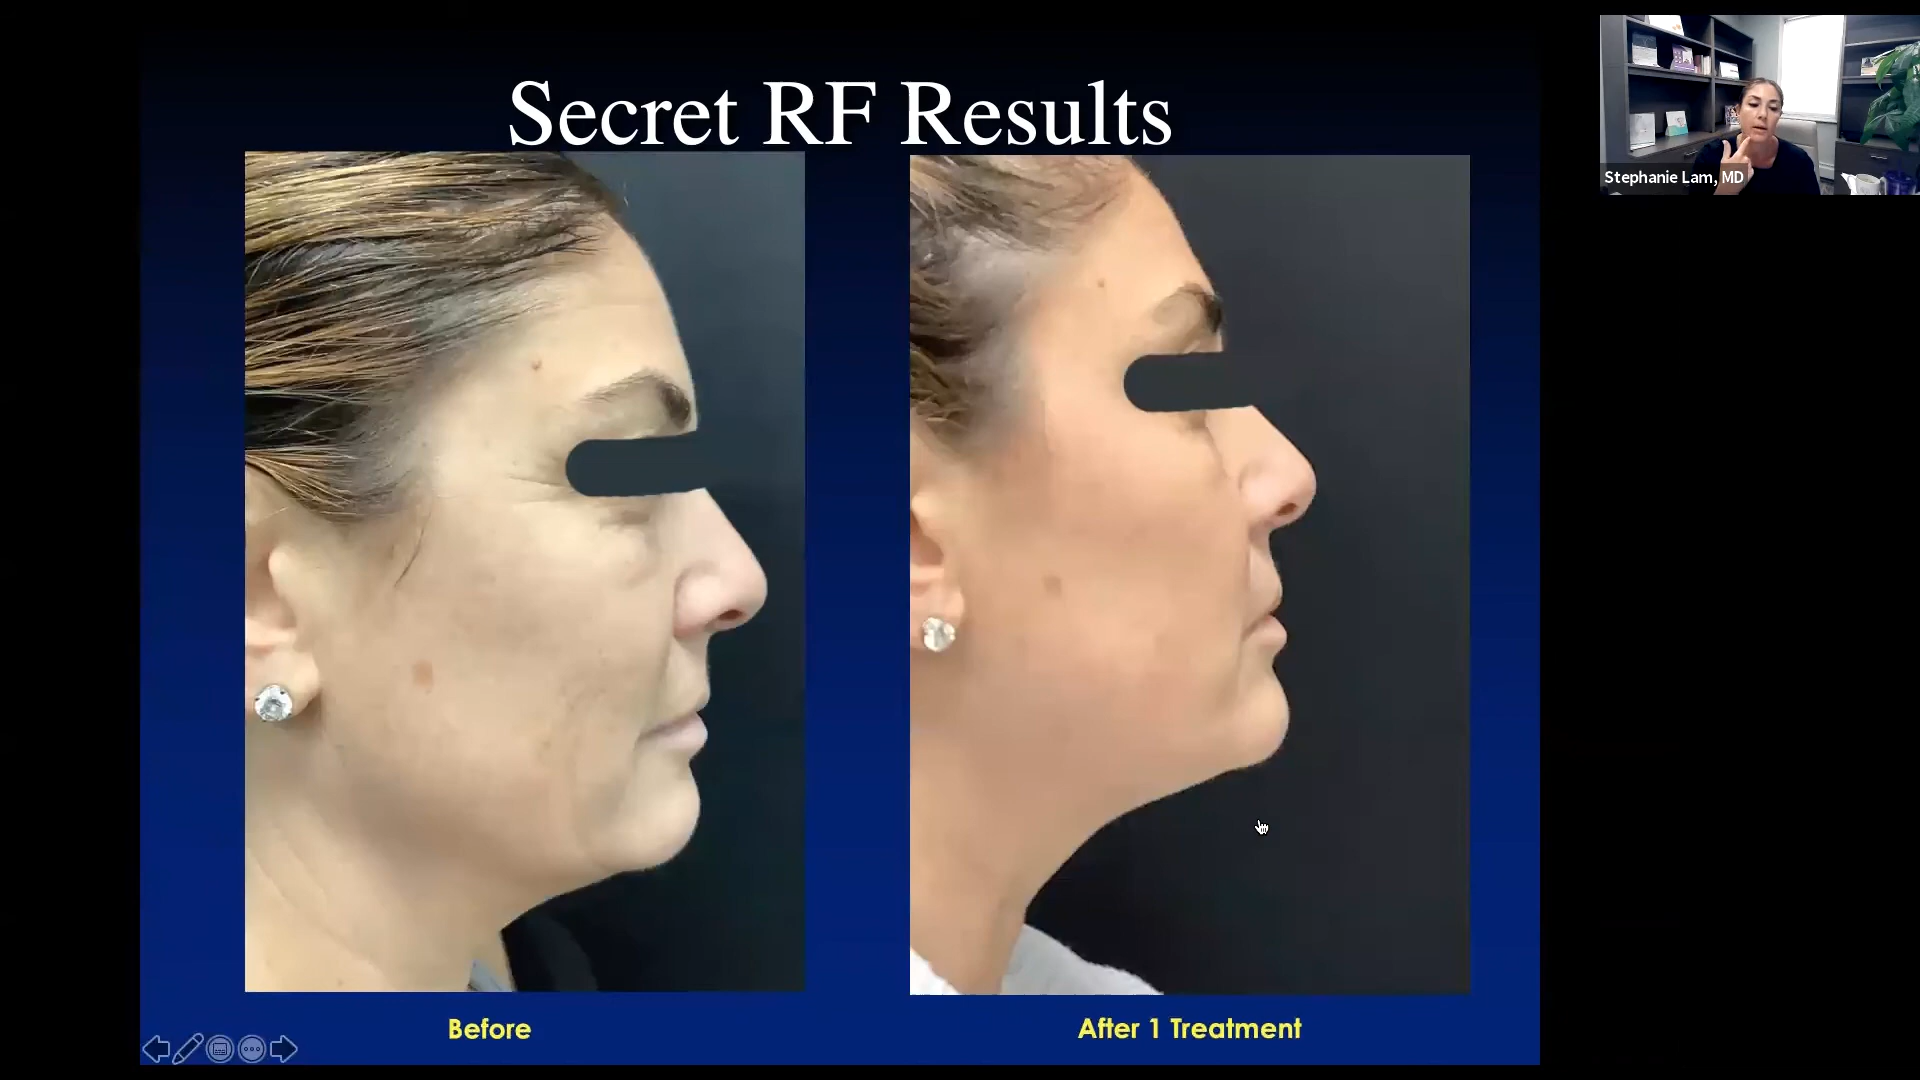 Secret RF Results
Stephanie Lam, MD
Before
After 1 Treatment